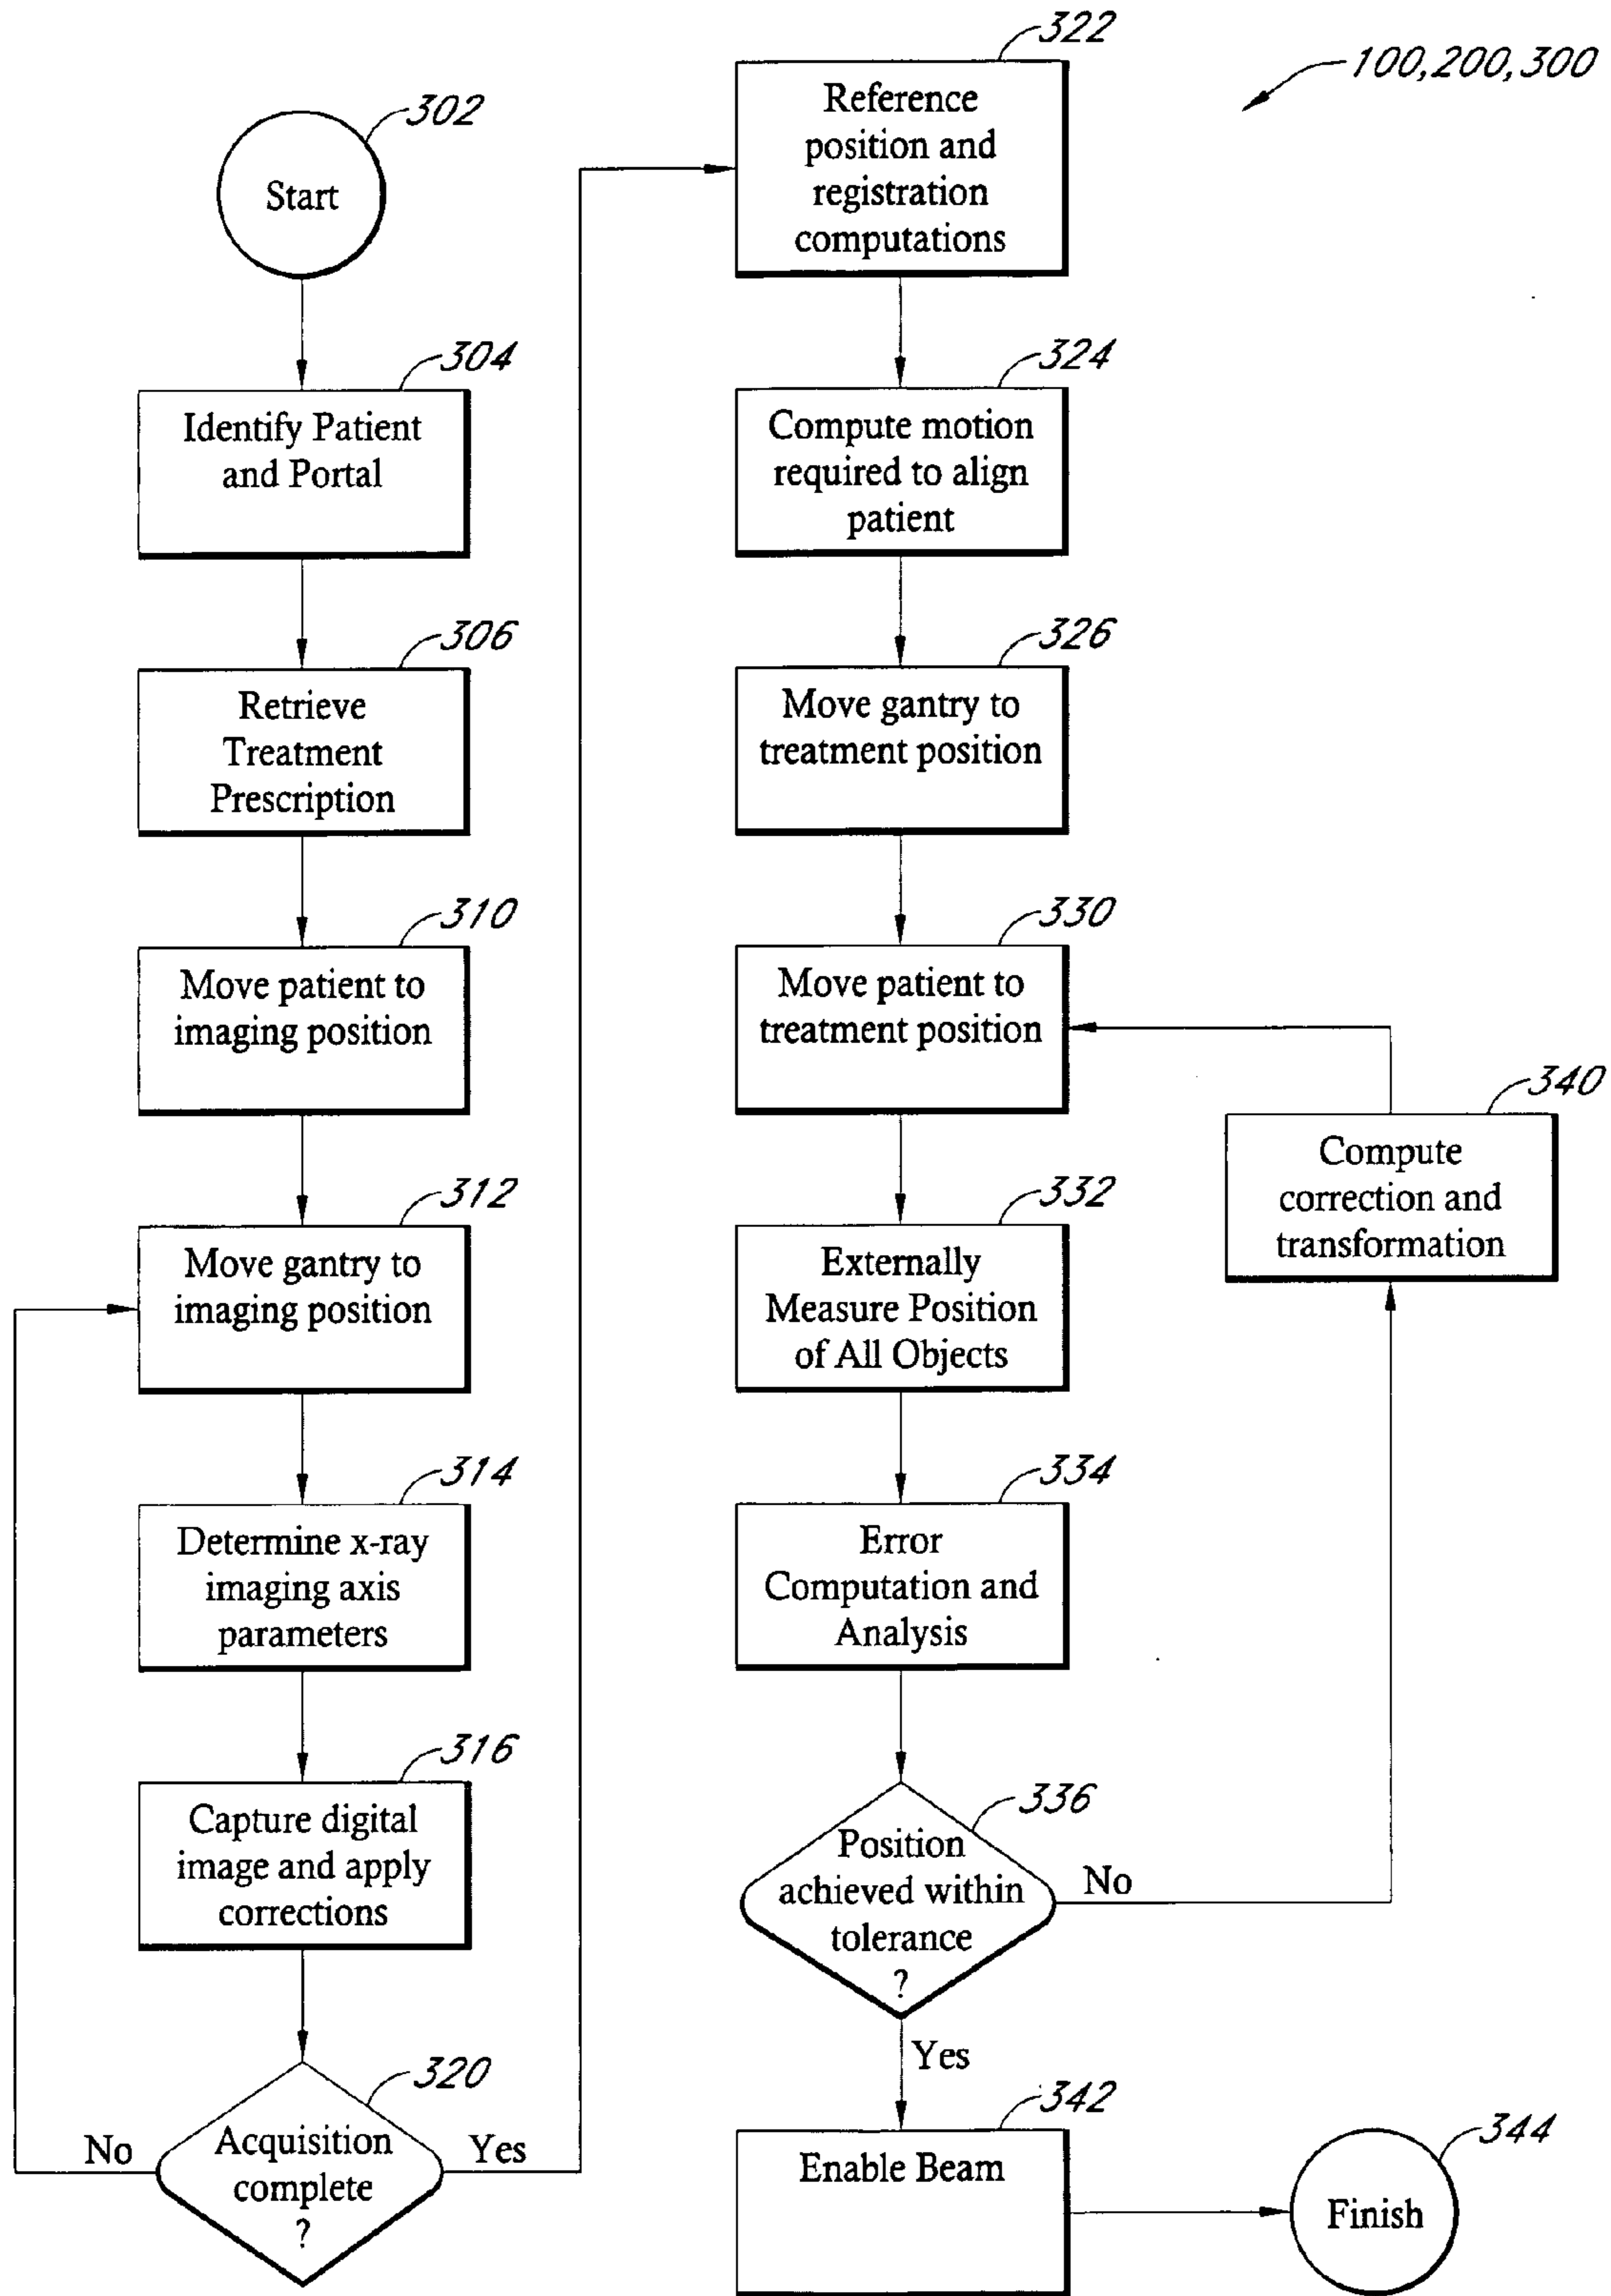 302
Start
304
Identify Patient
and Portal
306
Retrieve
Treatment
Prescription
310
Move patient to
imaging position
312
Move gantry to
imaging position
314
Determine x-ray
imaging axis
parameters
316
Capture digital
image and apply
corrections
320
Acquisition
complete
?
No
Yes
322
Reference
position and
registration
computations
100,200,300
324
Compute motion
required to align
patient
326
Move gantry to
treatment position
330
Move patient to
treatment position
332
Externally
Measure Position
of All Objects
334
Error
Computation and
Analysis
336
Position
achieved within
tolerance
?
No
340
Compute
correction and
transformation
Yes
342
Enable Beam
344
Finish